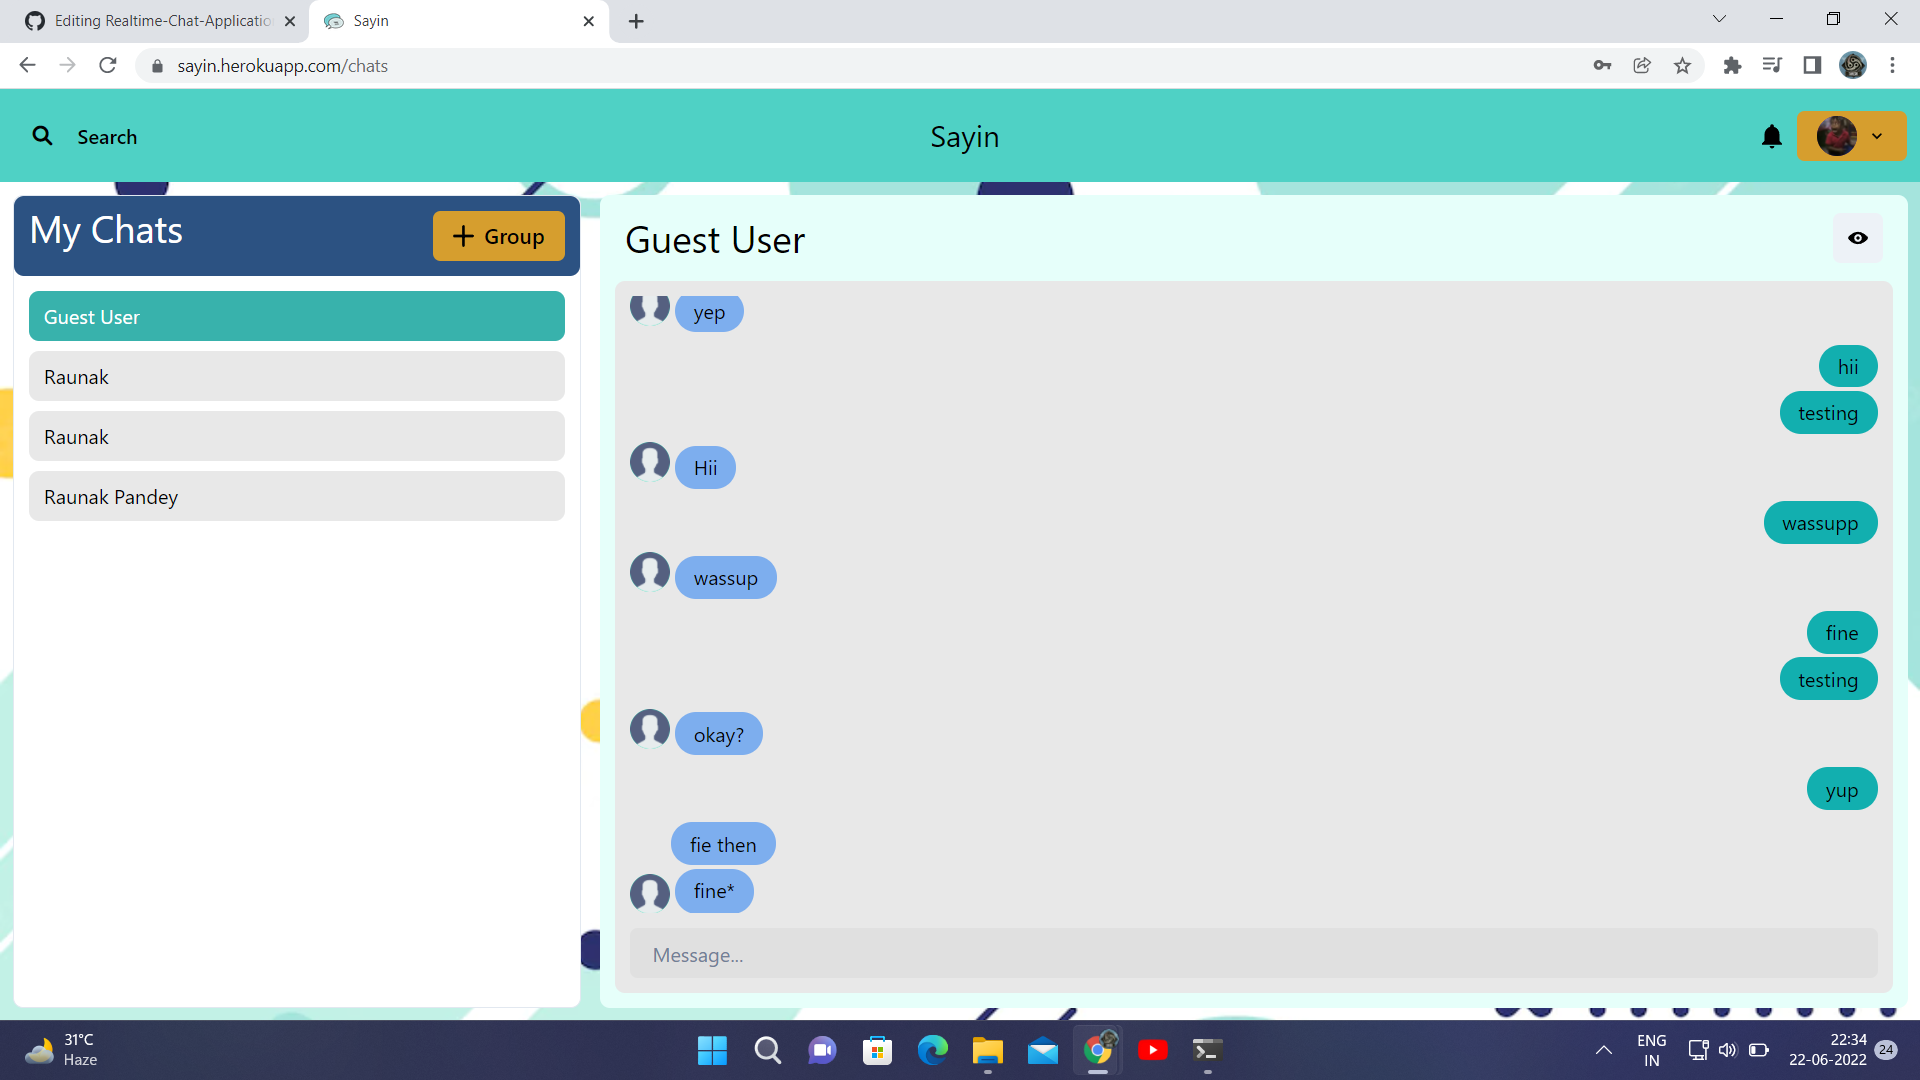 Editing Realtime-Chat-Applicatio
Sayin
sayin.herokuapp.com/chats
Search
Sayin
My Chats
Group
Guest User
Raunak
Raunak
Raunak Pandey
Guest User
yep
hii
testing
Hii
wassupp
wassup
fine
testing
okay?
yup
fie then
fine*
Message...
31°C
Haze
ENG
IN
22:34
22-06-2022
24